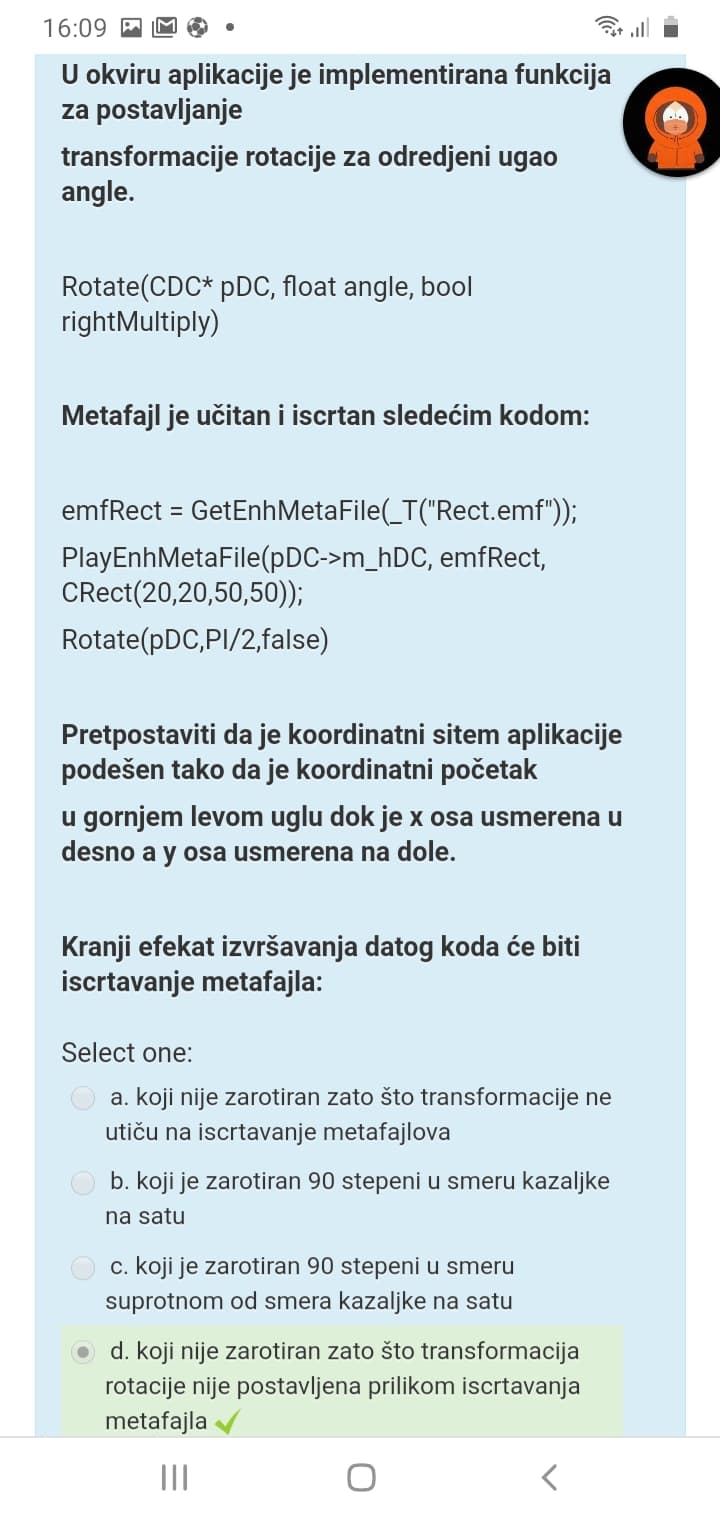 16:09
U okviru aplikacije je implementirana funkcija
za postavljanje
transformacije rotacije za odredjeni ugao
angle.
Rotate(CDC* pDC, float angle, bool
rightMultiply)
Metafajl je učitan i iscrtan sledećim kodom:
emfRect = GetEnhMetaFile(_T("Rect.emf"));
PlayEnhMetaFile(pDC->m_hDC, emfRect,
CRect(20,20,50,50));
Rotate(pDC,PI/2,false)
Pretpostaviti da je koordinatni sitem aplikacije
podešen tako da je koordinatni početak
u gornjem levom uglu dok je x osa usmerena u
desno a y osa usmerena na dole.
Kranji efekat izvršavanja datog koda će biti
iscrtavanje metafajla:
Select one:
a. koji nije zarotiran zato što transformacije ne
utiču na iscrtavanje metafajlova
b. koji je zarotiran 90 stepeni u smeru kazaljke
na satu
c. koji je zarotiran 90 stepeni u smeru
suprotnom od smera kazaljke na satu
d. koji nije zarotiran zato što transformacija
rotacije nije postavljena prilikom iscrtavanja
metafajla